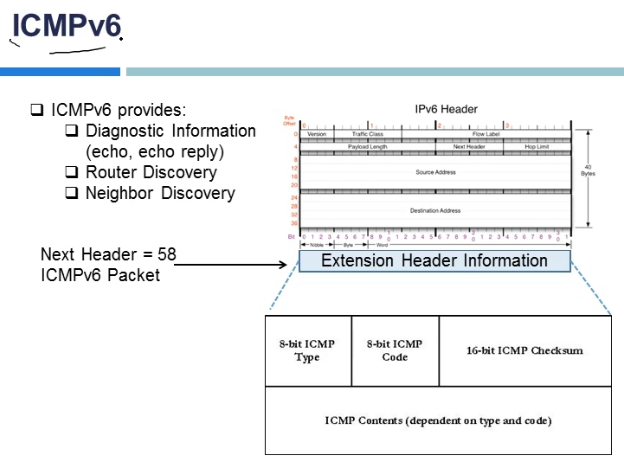 ICMPv6
❑ ICMPv6 provides:
❑ Diagnostic Information
(echo, echo reply)
❑ Router Discovery
❑ Neighbor Discovery
IPv6 Header
Byte
Offset
0 1 2 3
Version Traffic Class Flow Label
0
4 Payload Length Next Header Hop Limit
8
12
16 Source Address
20
24
28
32 Destination Address
36
40
Bytes
Bit 0 1 2 3 4 5 6 7 8 9 1 2 3 4 5 6 7 8 9 1 2 3 4 5 6 7 8 9 1
Nibble Byte Word
Next Header = 58
ICMPv6 Packet
Extension Header Information
8-bit ICMP
Type
8-bit ICMP
Code
16-bit ICMP Checksum
ICMP Contents (dependent on type and code)